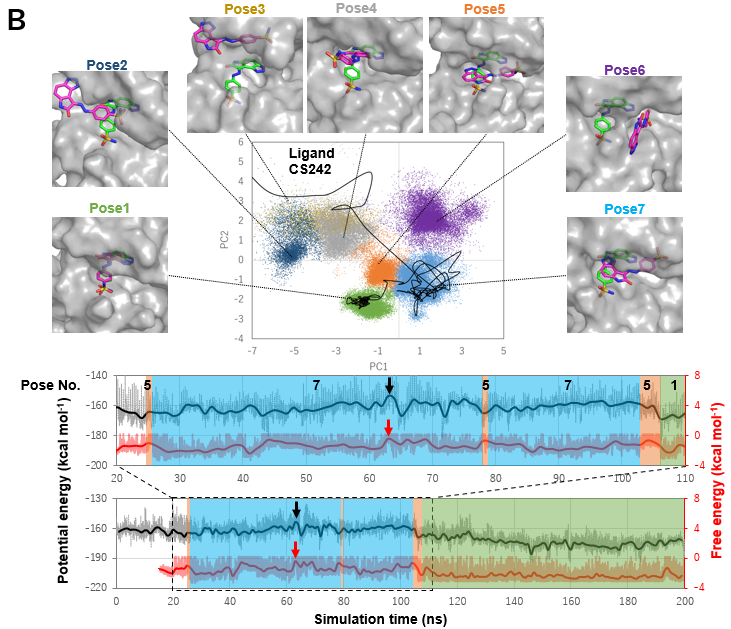 B
Pose3
Pose4
Pose5
Pose2
Pose6
Pose1
Pose7
Ligand
CS242
6
5
4
3
2
1
0
-1
-2
-3
-4
PC2
-7 -5 -3 -1 1 3 5
PC1
Pose No.
5 7 5 7 5 1
-140
-160
-180
-200
8
4
0
-4
20 30 40 50 60 70 80 90 100 110
Potential energy (kcal mol⁻¹)
Free energy (kcal mol⁻¹)
-130
-160
-190
-220
8
4
0
-4
0 20 40 60 80 100 120 140 160 180 200
Simulation time (ns)